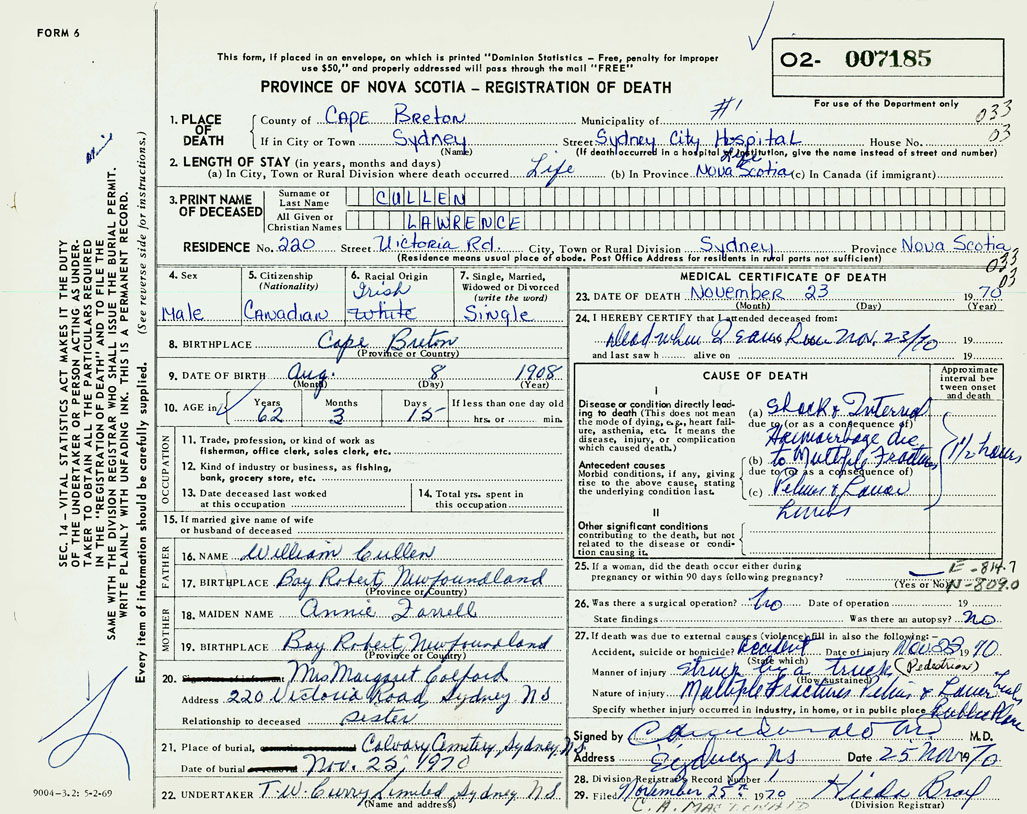 FORM 6
This form, if placed in an envelope, on which is printed "Dominion Statistics – Free, penalty for improper
use $50," and properly addressed will pass through the mail "FREE"
PROVINCE OF NOVA SCOTIA – REGISTRATION OF DEATH
02- 007185
For use of the Department only
033
03
1. PLACE OF DEATH
County of CAPE BRETON Municipality of #1
If in City or Town Sydney Street Sydney City Hospital House No.
(Name) (If death occurred in a hospital or institution, give the name instead of street and number)
2. LENGTH OF STAY (in years, months and days)
(a) In City, Town or Rural Division where death occurred Life (b) In Province Life Nova Scotia (c) In Canada (if immigrant)
3. PRINT NAME OF DECEASED
Surname or Last Name CULLEN
All Given or Christian Names LAWRENCE
RESIDENCE No. 220 Street Victoria Rd. City, Town or Rural Division Sydney Province Nova Scotia
(Residence means usual place of abode. Post Office Address for residents in rural parts not sufficient)
033
03
4. Sex
Male
5. Citizenship
(Nationality)
Canadian
6. Racial Origin
Irish
White
7. Single, Married,
Widowed or Divorced
(write the word)
Single
8. BIRTHPLACE Cape Breton
(Province or Country)
9. DATE OF BIRTH Aug. 8 1908
(Month) (Day) (Year)
10. AGE in Years 62 Months 3 Days 15 If less than one day old
hrs. or min.
OCCUPATION
11. Trade, profession, or kind of work as
fisherman, office clerk, sales clerk, etc.
12. Kind of industry or business, as fishing,
bank, grocery store, etc.
13. Date deceased last worked
at this occupation
14. Total yrs. spent in
this occupation
15. If married give name of wife
or husband of deceased
FATHER
16. NAME William Cullen
17. BIRTHPLACE Bay Robert, Newfoundland
(Province or Country)
MOTHER
18. MAIDEN NAME Annie Farrell
19. BIRTHPLACE Bay Robert, Newfoundland
(Province or Country)
20. Mrs Margaret Colford
Address 220 Victoria Road, Sydney NS
Relationship to deceased sister
21. Place of burial, Calvary Cemetery, Sydney, NS
Date of burial Nov. 25, 1970
22. UNDERTAKER T.W. Curry Limited, Sydney NS.
(Name and address)
MEDICAL CERTIFICATE OF DEATH
23. DATE OF DEATH November 23 1970
(Month) (Day) (Year)
24. I HEREBY CERTIFY that I attended deceased from:
Dead when Room Nov. 23/70 19
and last saw h alive on 19
CAUSE OF DEATH
Approximate
interval be-
tween onset
and death
I
Disease or condition directly lead-
ing to death (This does not mean
the mode of dying, e.g., heart fail-
ure, asthenia, etc. It means the
disease, injury, or complication
which caused death.)
(a) Shock & Internal
due to (or as a consequence of)
Haemorrhage due
(b) to Multiple Fracture
due to (or as a consequence of)
(c) Pelvis & Lower
Limbs
1 1/2 hours
Antecedent causes
Morbid conditions, if any, giving
rise to the above cause, stating
the underlying condition last.
II
Other significant conditions
contributing to the death, but not
related to the disease or condi-
tion causing it.
25. If a woman, did the death occur either during
pregnancy or within 90 days following pregnancy?
(Yes or No)
E-814.7
N-809.0
26. Was there a surgical operation? no Date of operation 19
State findings Was there an autopsy? no
27. If death was due to external causes (violence) fill in also the following:–
Accident, suicide or homicide? Accident Date of injury Nov 23 1970.
(State which)
Manner of injury struck by a truck (Pedestrian)
(How sustained)
Nature of injury Multiple Fractures Pelvis & Lower
Specify whether injury occurred in industry, in home, or in public place Public Place
Signed by M.D.
Address Sydney NS Date 25 Nov 1970
28. Division Registrar's Record Number 1
29. Filed November 25th 1970 Hilda Bray
(Division Registrar)
C. A. MACDONALD
SEC. 14 – VITAL STATISTICS ACT MAKES IT THE DUTY
OF THE UNDERTAKER OR PERSON ACTING AS UNDER-
TAKER TO OBTAIN ALL THE PARTICULARS REQUIRED
IN THE "REGISTRATION OF DEATH" AND TO FILE THE
SAME WITH THE DIVISION REGISTRAR WHO SHALL ISSUE THE BURIAL PERMIT.
WRITE PLAINLY WITH UNFADING INK. THIS IS A PERMANENT RECORD.
Every item of information should be carefully supplied. (See reverse side for instructions.)
9004-3.2: 5-2-69